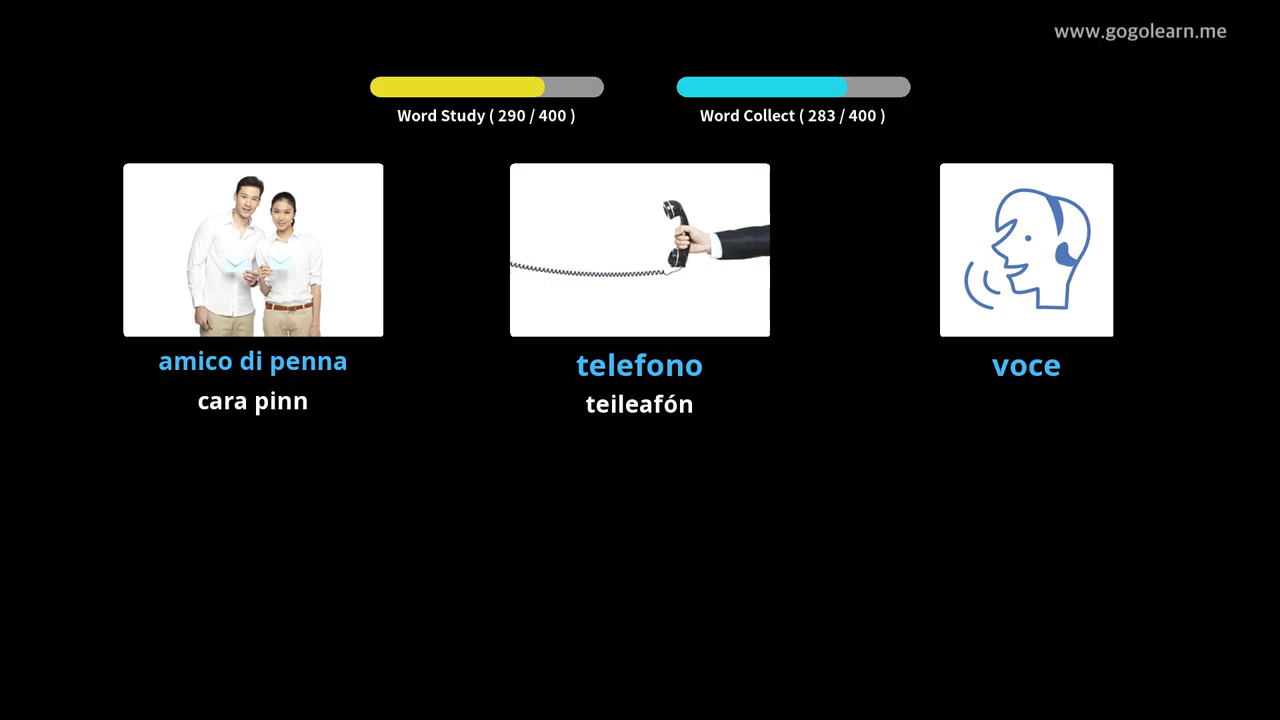 www.gogolearn.me
Word Study ( 290 / 400 )
Word Collect ( 283 / 400 )
amico di penna
cara pinn
telefono
teileafón
voce